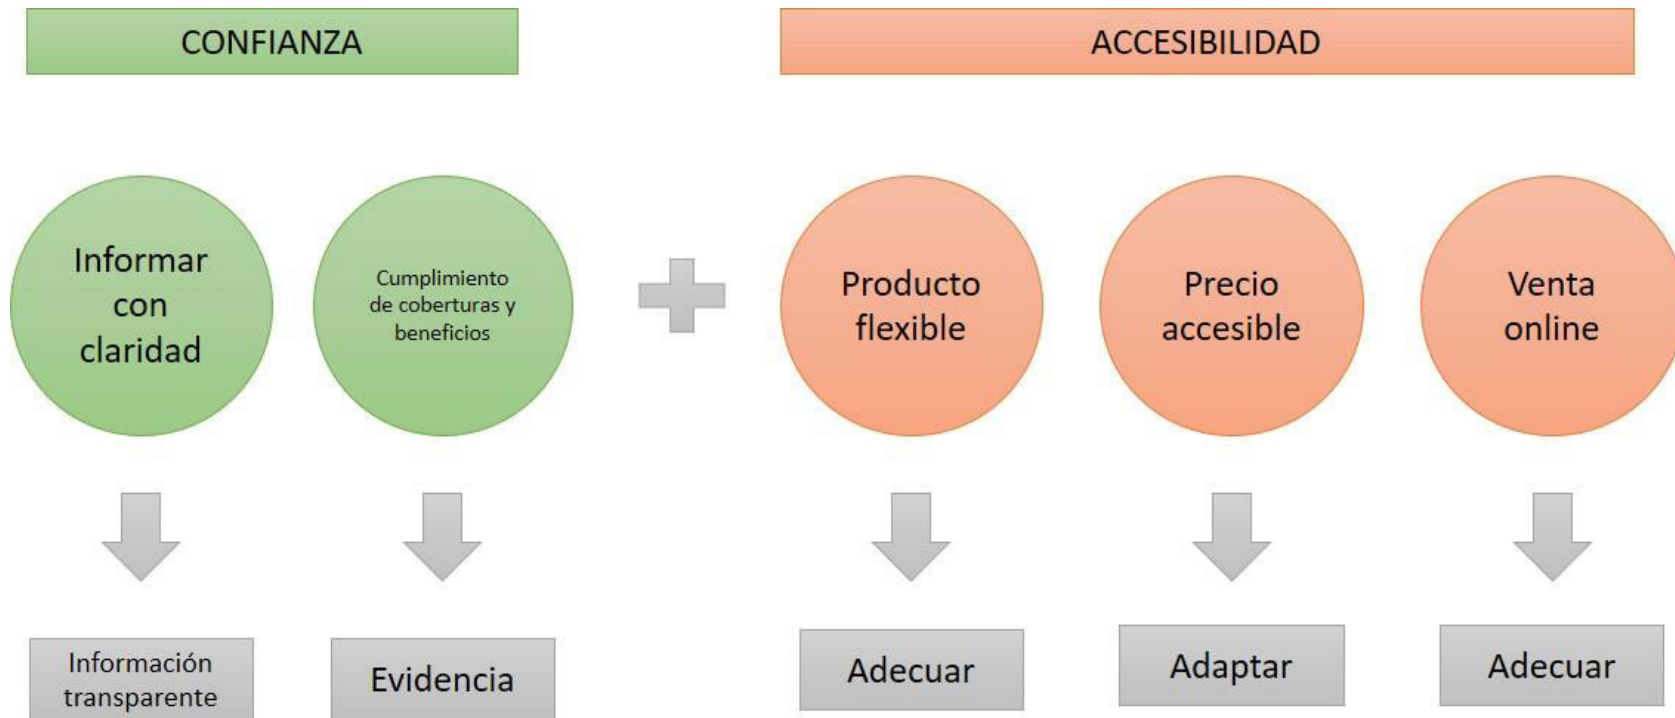 CONFIANZA
ACCESIBILIDAD
Informar
con
claridad
Cumplimiento
de coberturas y
beneficios
Producto
flexible
Precio
accesible
Venta
online
Información
transparente
Evidencia
Adecuar
Adaptar
Adecuar